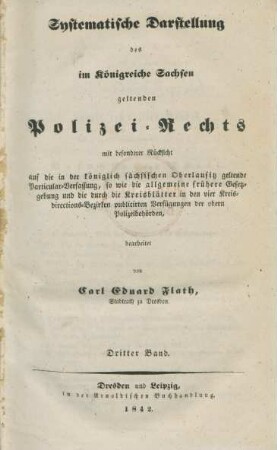 Systematische Darstellung
des
im Königreiche Sachsen
geltenden
Polizei-Rechts
mit besonderer Rücksicht
auf die in der königlich sächsischen Oberlausitz geltende
Particular-Verfassung, so wie die allgemeine frühere Gesetz-
gebung und die durch die Kreisblätter in den vier Kreis-
directions-Bezirken publicirten Verfügungen der obern
Polizeibehörden,
bearbeitet
von
Carl Eduard Flath,
Stadtrath zu Dresden.
Dritter Band.
Dresden und Leipzig,
in der Arnoldischen Buchhandlung.
1842.